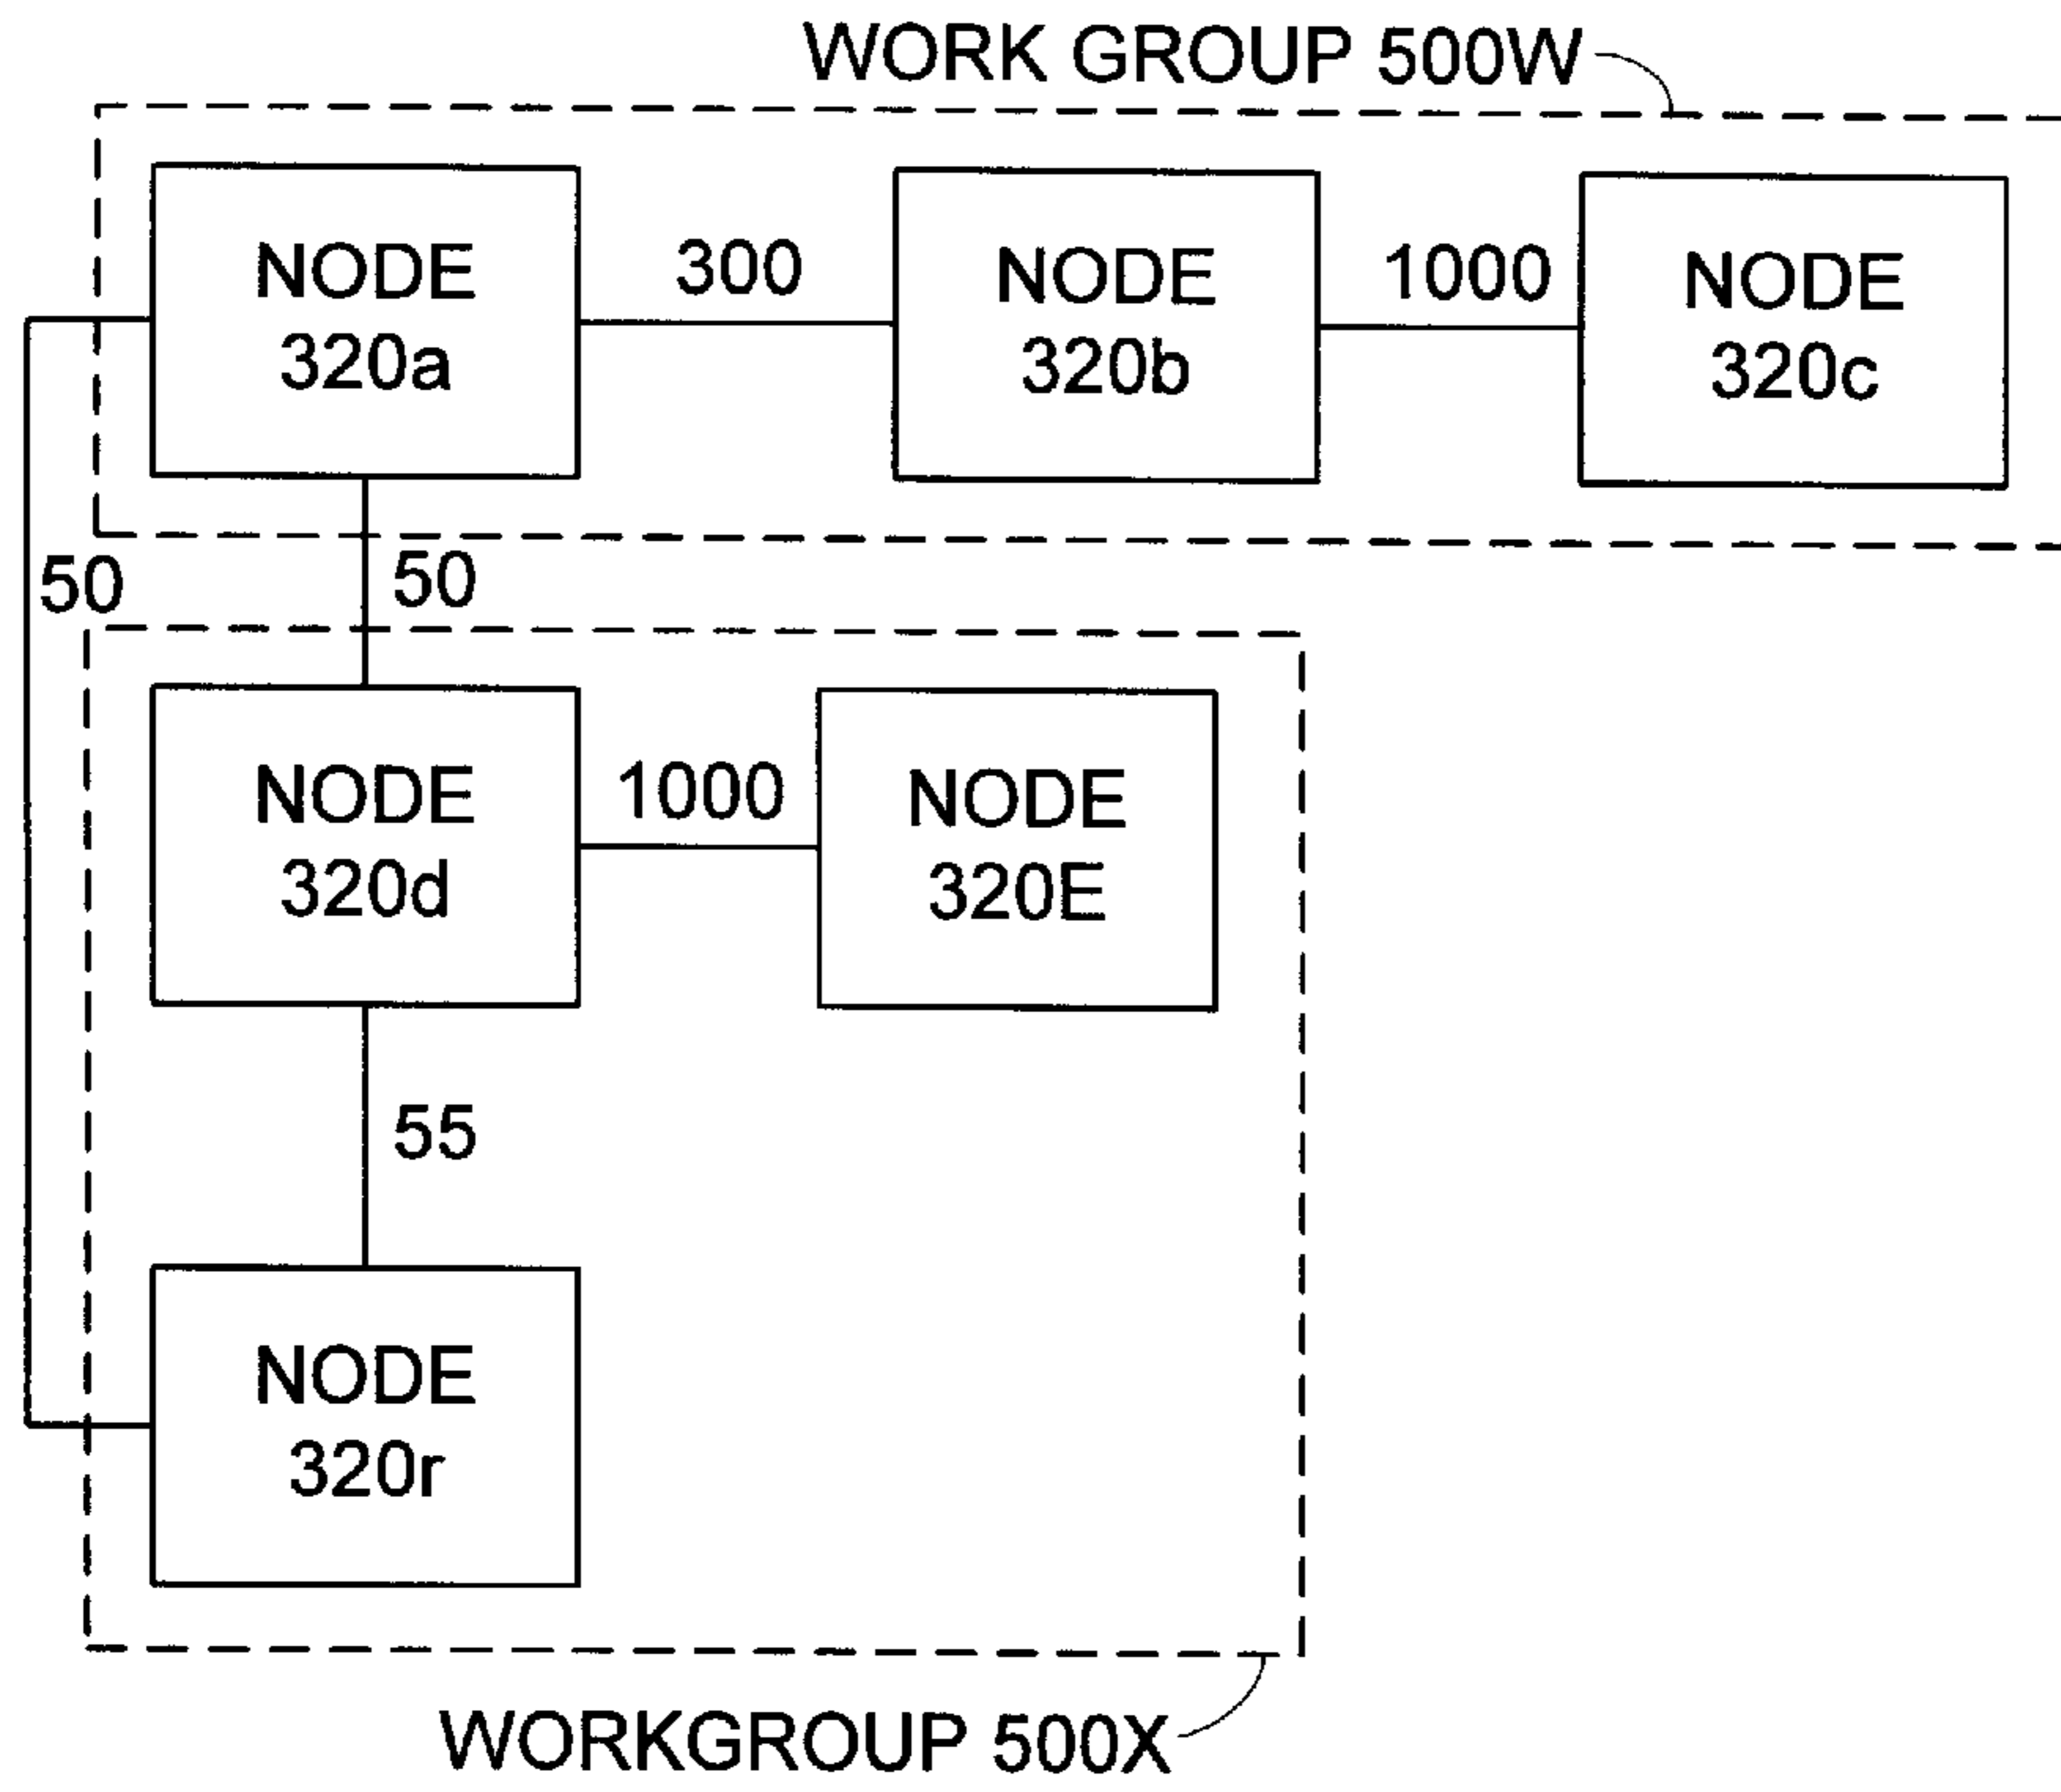 WORK GROUP 500W
NODE
320a
300
NODE
320b
1000
NODE
320c
50
50
NODE
320d
1000
NODE
320E
55
NODE
320r
WORKGROUP 500X